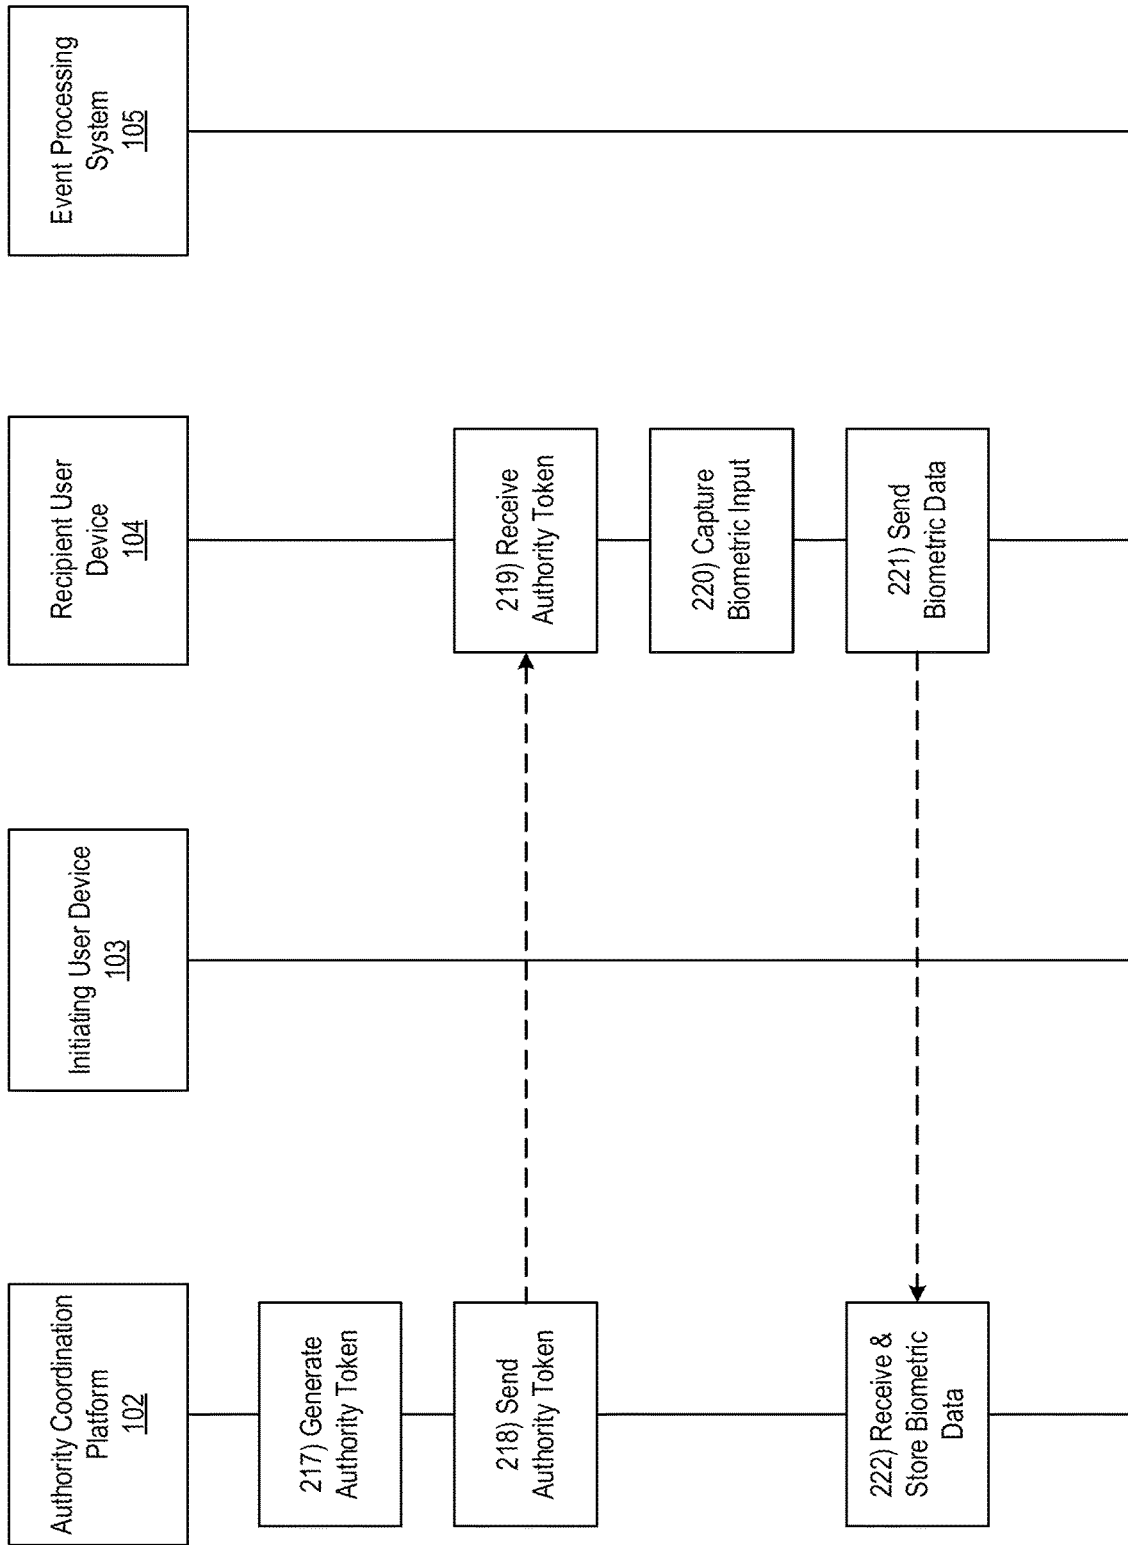 Authority Coordination
Platform
102
Initiating User Device
103
Recipient User
Device
104
Event Processing
System
105
217) Generate
Authority Token
218) Send
Authority Token
219) Receive
Authority Token
220) Capture
Biometric Input
221) Send
Biometric Data
222) Receive &
Store Biometric
Data